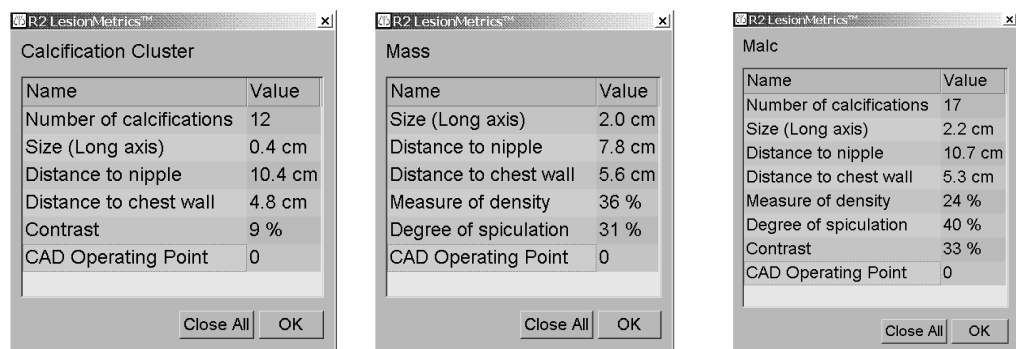 R2 LesionMetrics™
Calcification Cluster
Name Value
Number of calcifications 12
Size (Long axis) 0.4 cm
Distance to nipple 10.4 cm
Distance to chest wall 4.8 cm
Contrast 9 %
CAD Operating Point 0
Close All OK
R2 LesionMetrics™
Mass
Name Value
Size (Long axis) 2.0 cm
Distance to nipple 7.8 cm
Distance to chest wall 5.6 cm
Measure of density 36 %
Degree of spiculation 31 %
CAD Operating Point 0
Close All OK
R2 LesionMetrics™
Malc
Name Value
Number of calcifications 17
Size (Long axis) 2.2 cm
Distance to nipple 10.7 cm
Distance to chest wall 5.3 cm
Measure of density 24 %
Degree of spiculation 40 %
Contrast 33 %
CAD Operating Point 0
Close All OK